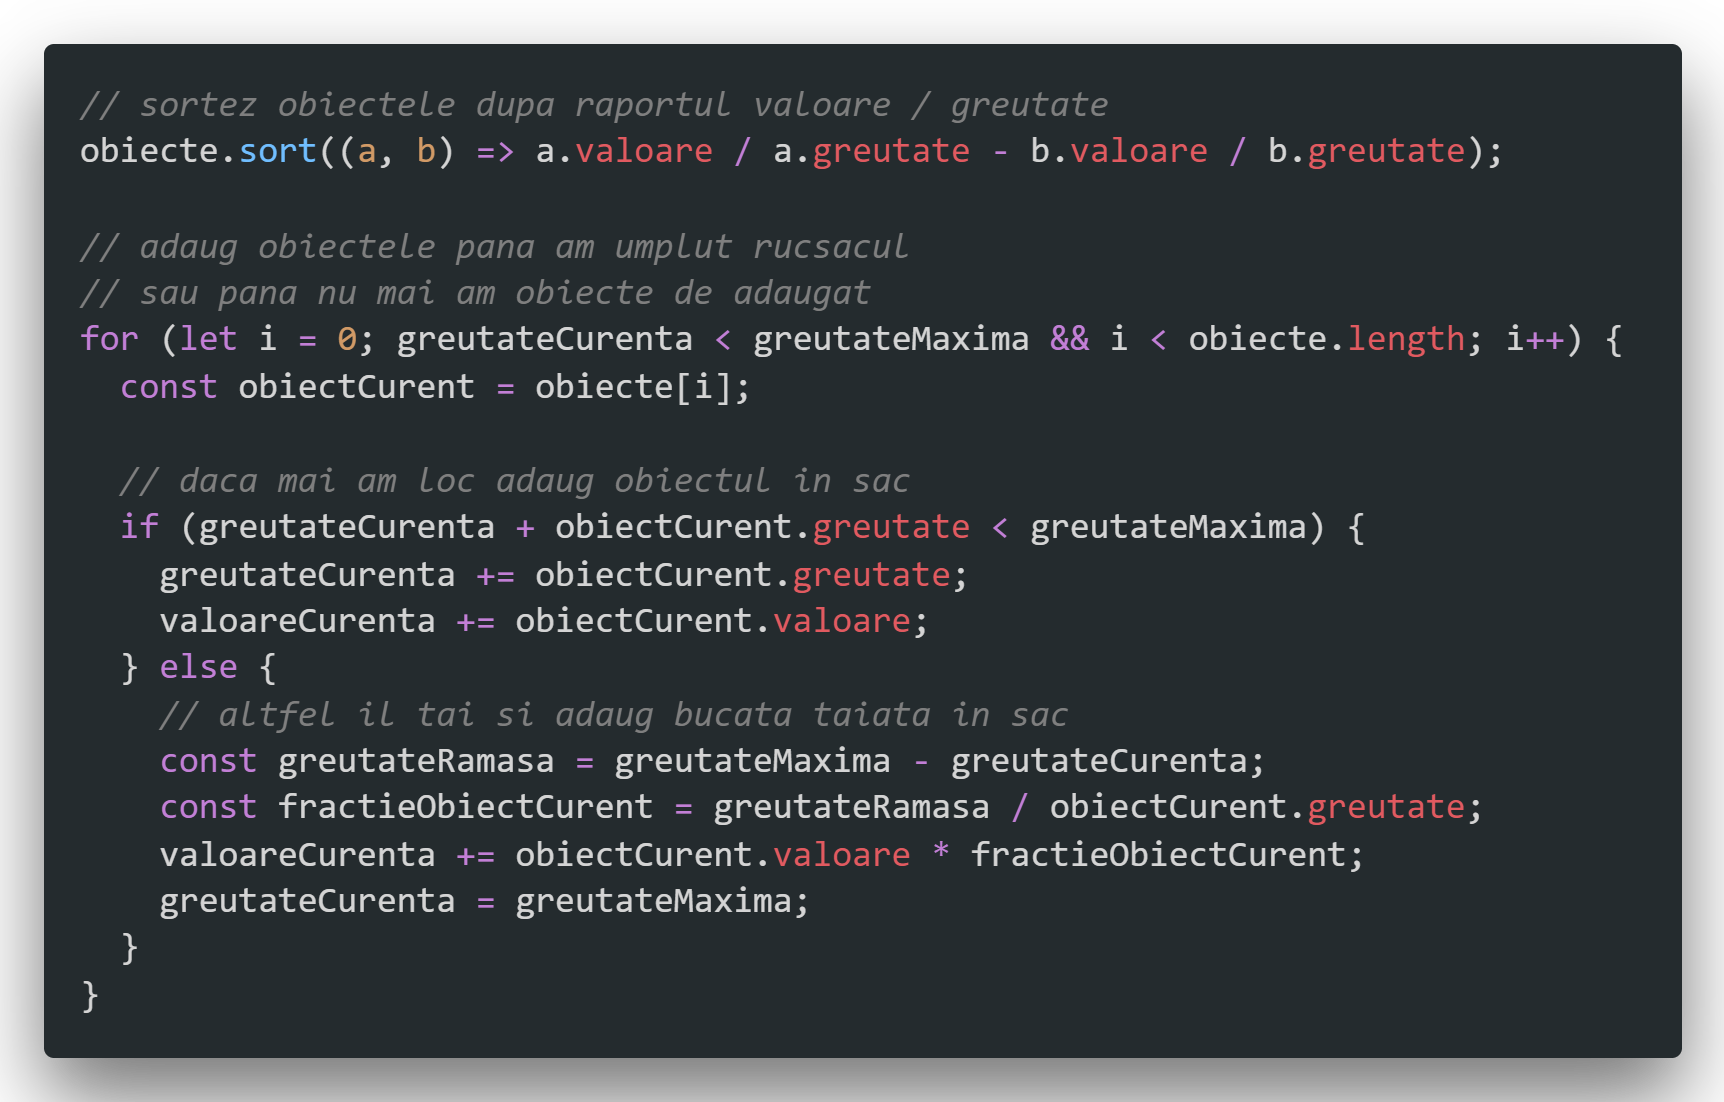 // sortez obiectele dupa raportul valoare / greutate
obiecte.sort((a, b) => a.valoare / a.greutate - b.valoare / b.greutate);

// adaug obiectele pana am umplut rucsacul
// sau pana nu mai am obiecte de adaugat
for (let i = 0; greutateCurenta < greutateMaxima && i < obiecte.length; i++) {
  const obiectCurent = obiecte[i];

  // daca mai am loc adaug obiectul in sac
  if (greutateCurenta + obiectCurent.greutate < greutateMaxima) {
    greutateCurenta += obiectCurent.greutate;
    valoareCurenta += obiectCurent.valoare;
  } else {
    // altfel il tai si adaug bucata taiata in sac
    const greutateRamasa = greutateMaxima - greutateCurenta;
    const fractieObiectCurent = greutateRamasa / obiectCurent.greutate;
    valoareCurenta += obiectCurent.valoare * fractieObiectCurent;
    greutateCurenta = greutateMaxima;
  }
}